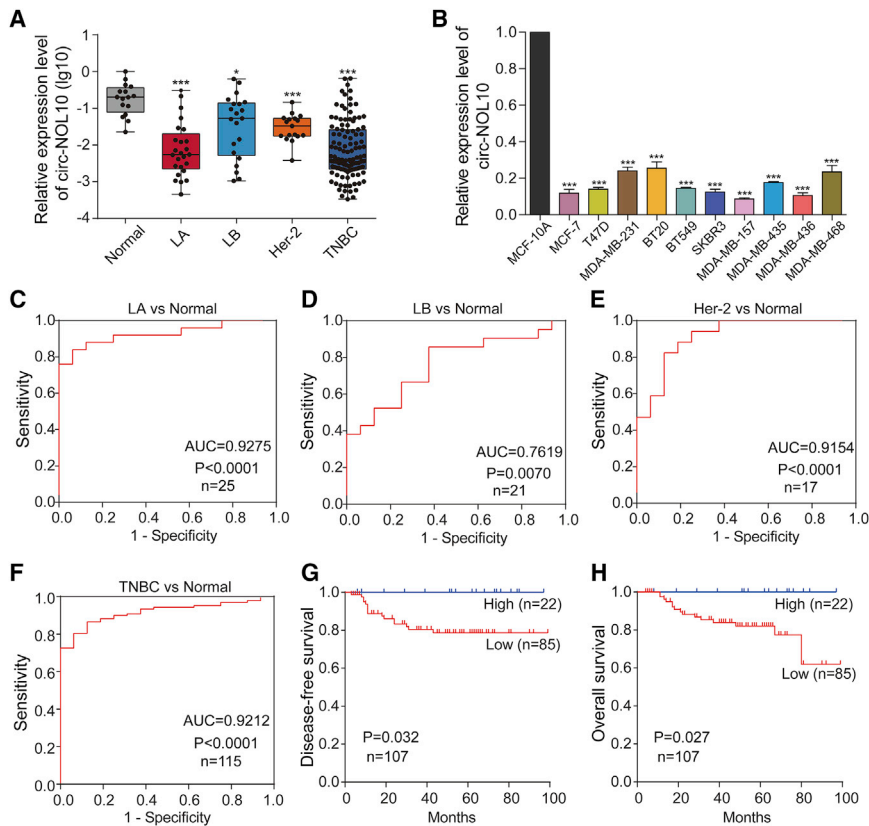 A
Relative expression level
of circ-NOL10 (lg10)
1
0
-1
-2
-3
-4
***
*
***
***
Normal
LA
LB
Her-2
TNBC
B
Relative expression level of
circ-NOL10
1.0
0.8
0.6
0.4
0.2
0.0
***
***
***
***
***
***
***
***
***
***
MCF-10A
MCF-7
T47D
MDA-MB-231
BT20
BT549
SKBR3
MDA-MB-157
MDA-MB-435
MDA-MB-436
MDA-MB-468
C
LA vs Normal
Sensitivity
1.0
0.8
0.6
0.4
0.2
0.0
AUC=0.9275
P<0.0001
n=25
0.0 0.2 0.4 0.6 0.8 1.0
1 - Specificity
D
LB vs Normal
Sensitivity
1.0
0.8
0.6
0.4
0.2
0.0
AUC=0.7619
P=0.0070
n=21
0.0 0.2 0.4 0.6 0.8 1.0
1 - Specificity
E
Her-2 vs Normal
Sensitivity
1.0
0.8
0.6
0.4
0.2
0.0
AUC=0.9154
P<0.0001
n=17
0.0 0.2 0.4 0.6 0.8 1.0
1 - Specificity
F
TNBC vs Normal
Sensitivity
1.0
0.8
0.6
0.4
0.2
0.0
AUC=0.9212
P<0.0001
n=115
0.0 0.2 0.4 0.6 0.8 1.0
1 - Specificity
G
Disease-free survival
1.0
0.8
0.6
0.4
0.2
0.0
High (n=22)
Low (n=85)
P=0.032
n=107
0 20 40 60 80 100
Months
H
Overall survival
1.0
0.8
0.6
0.4
0.2
0.0
High (n=22)
Low (n=85)
P=0.027
n=107
0 20 40 60 80 100
Months